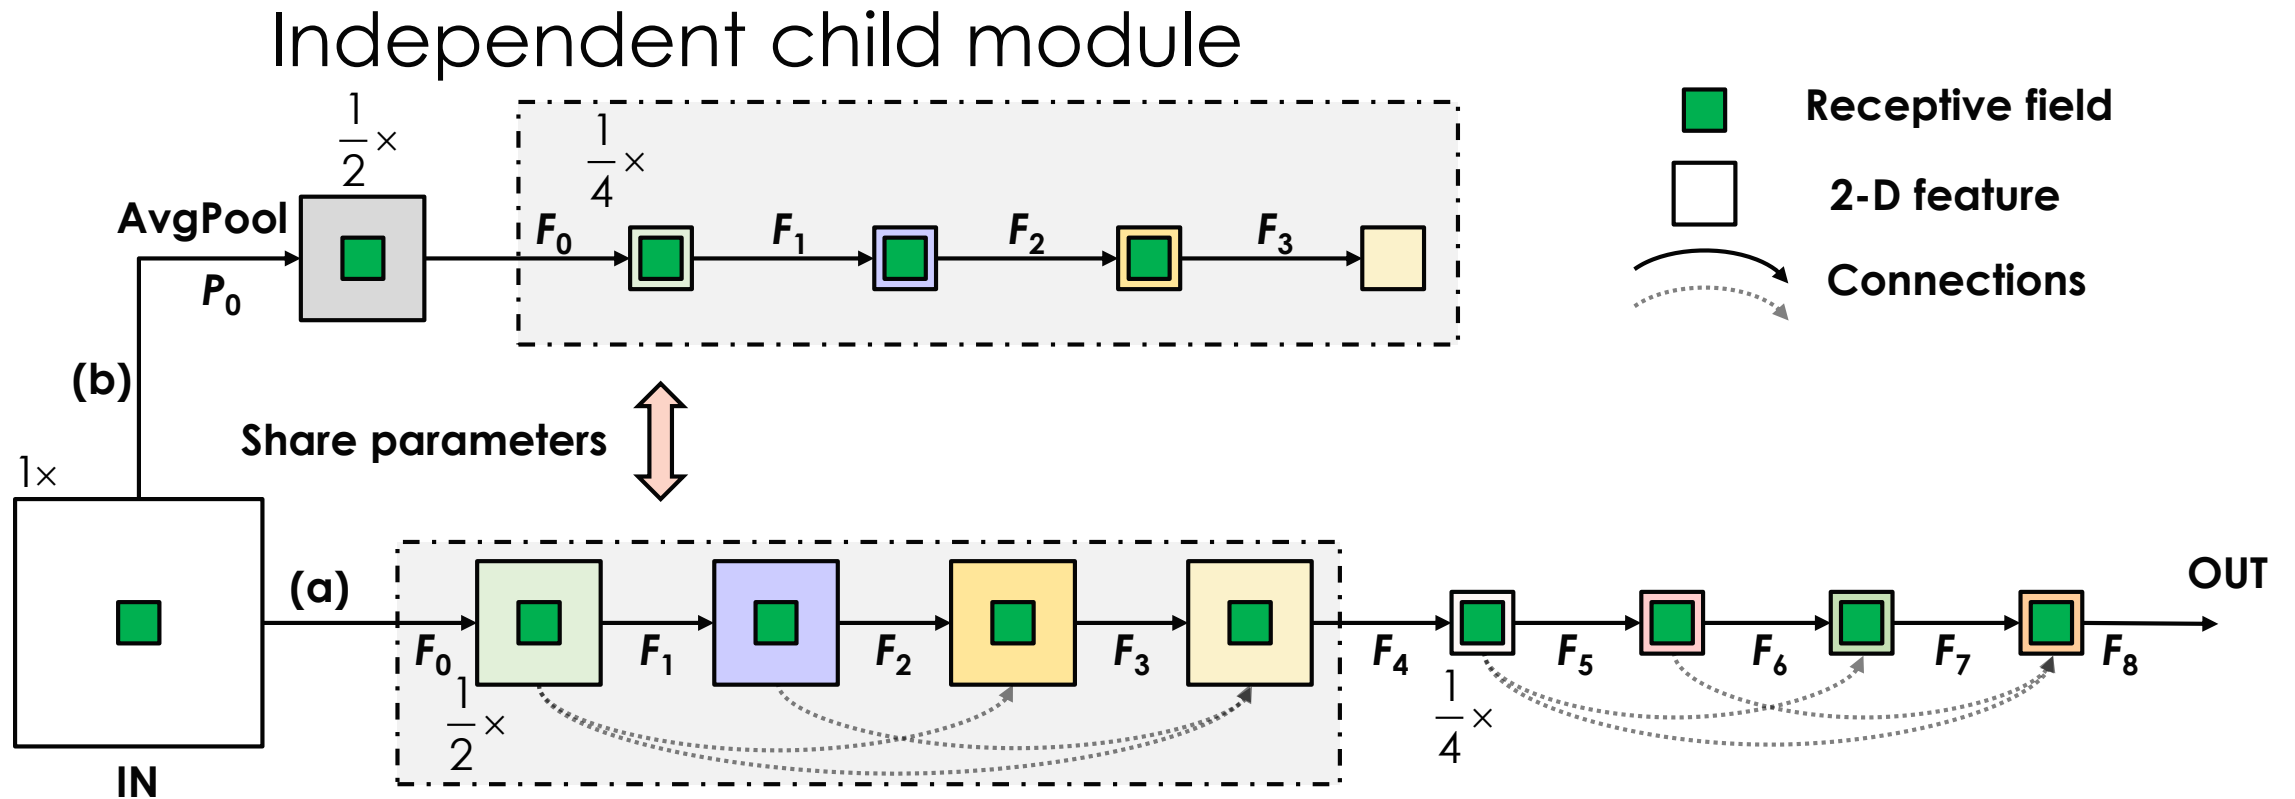 Independent child module
1/2 ×
1/4 ×
Receptive field
2-D feature
Connections
AvgPool
P0
F0
F1
F2
F3
(b)
Share parameters
1×
IN
(a)
F0
F1
F2
F3
F4
F5
F6
F7
F8
OUT
1/2 ×
1/4 ×